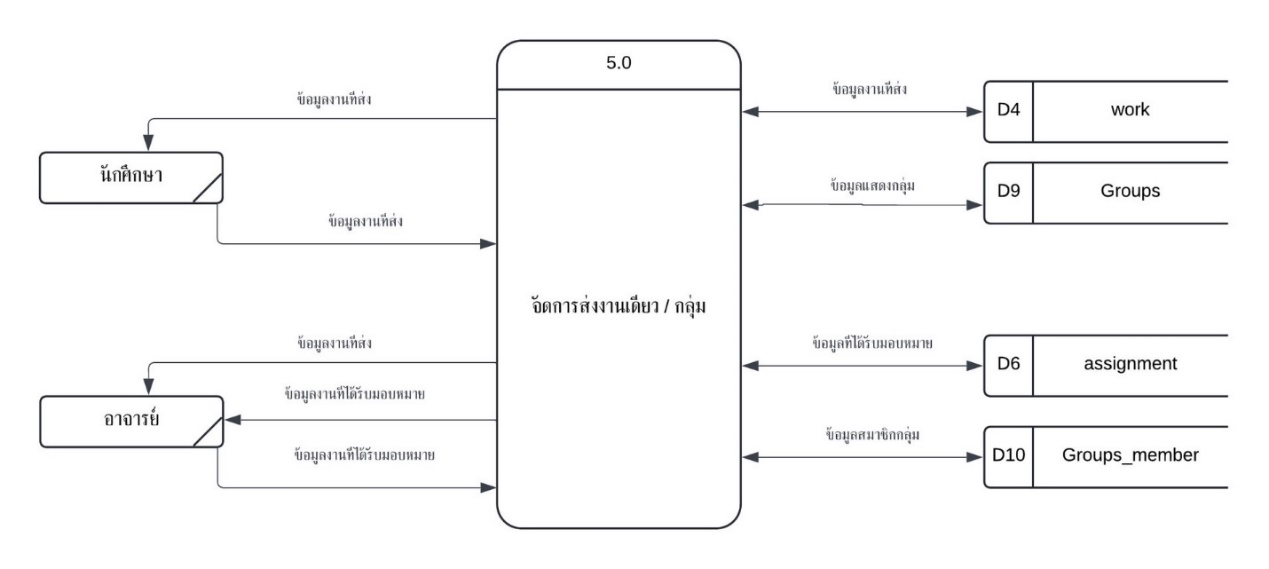 5.0
ข้อมูลงานที่ส่ง
ข้อมูลงานที่ส่ง
D4 work
นักศึกษา
ข้อมูลแสดงกลุ่ม
D9 Groups
ข้อมูลงานที่ส่ง
จัดการส่งงานเดียว / กลุ่ม
ข้อมูลงานที่ส่ง
ข้อมูลที่ได้รับมอบหมาย
D6 assignment
ข้อมูลงานที่ได้รับมอบหมาย
อาจารย์
ข้อมูลสมาชิกกลุ่ม
D10 Groups_member
ข้อมูลงานที่ได้รับมอบหมาย